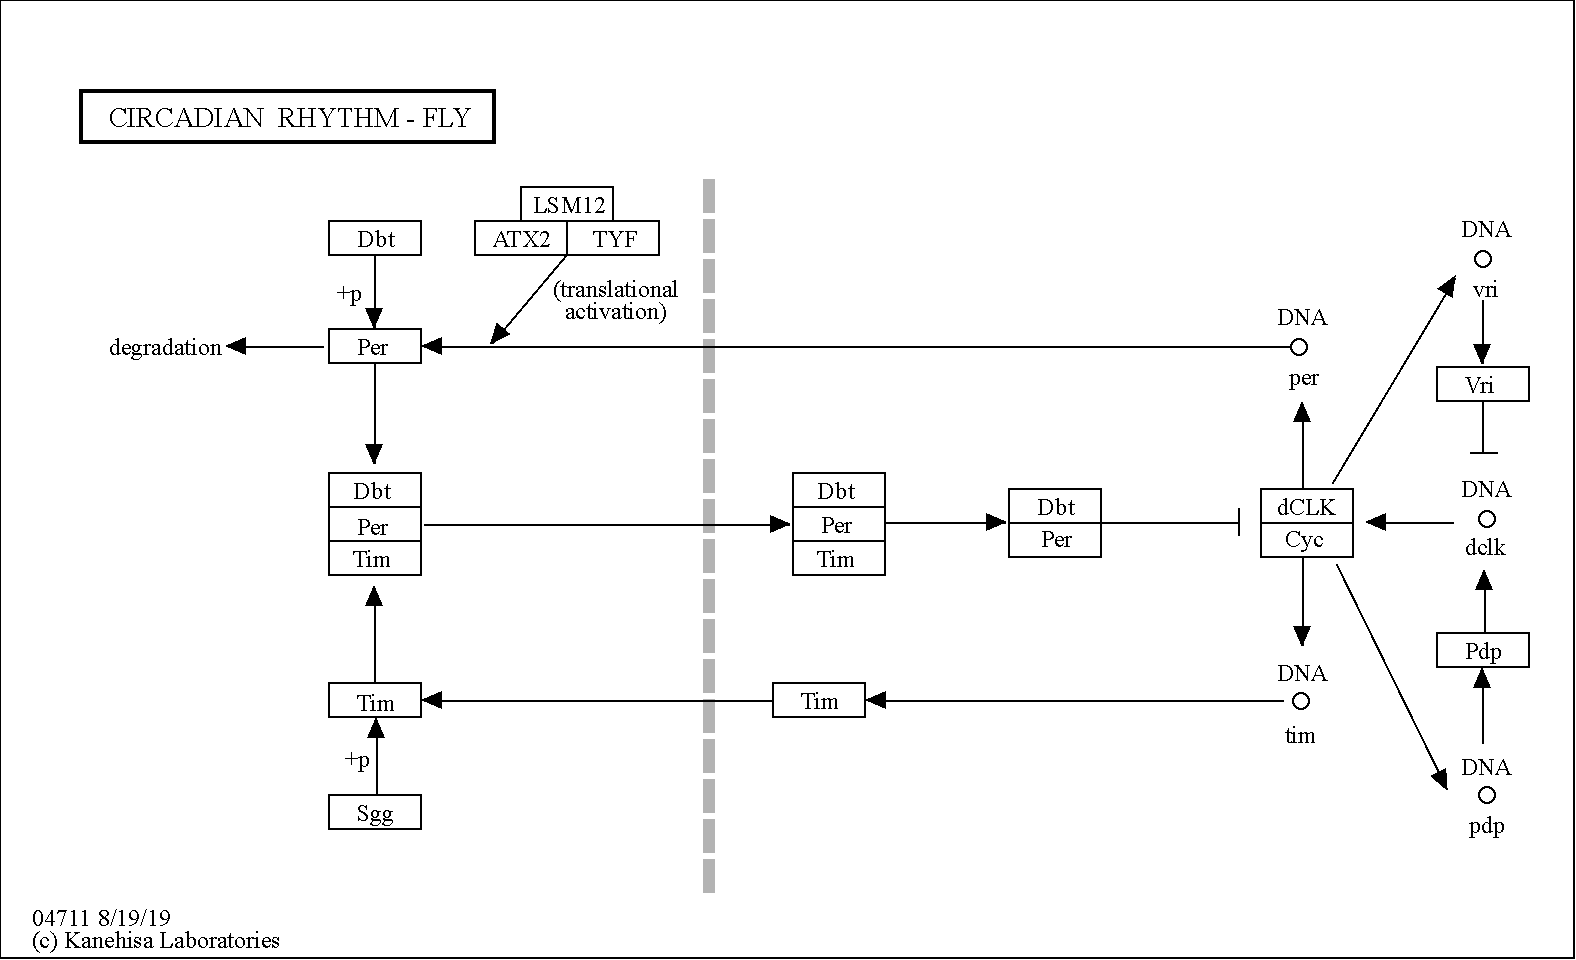 CIRCADIAN RHYTHM - FLY
LSM12
Dbt
ATX2
TYF
+p
(translational
activation)
degradation
Per
DNA
per
DNA
vri
Vri
Dbt
Per
Tim
Dbt
Per
Tim
Dbt
Per
dCLK
Cyc
DNA
dclk
Pdp
DNA
pdp
Tim
Tim
DNA
tim
+p
Sgg
04711 8/19/19
(c) Kanehisa Laboratories